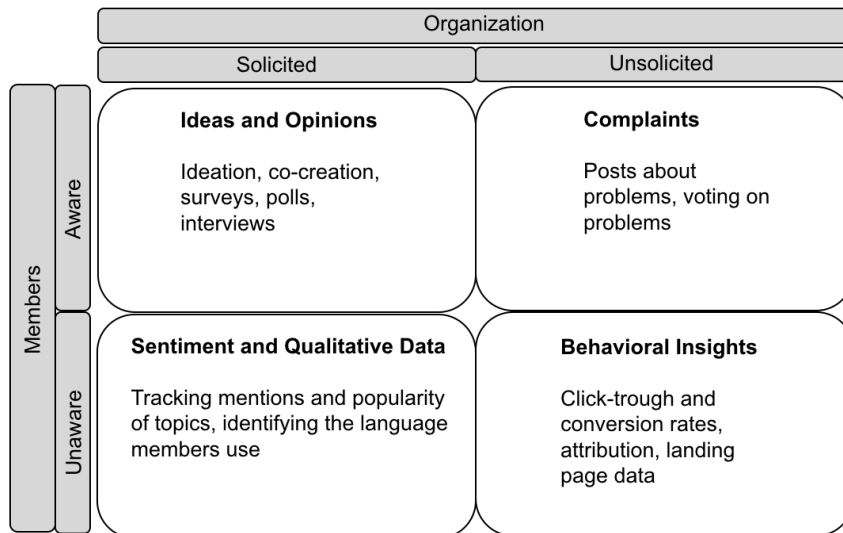 Organization
Solicited
Unsolicited
Members
Aware
Ideas and Opinions
Ideation, co-creation,
surveys, polls,
interviews
Complaints
Posts about
problems, voting on
problems
Unaware
Sentiment and Qualitative Data
Tracking mentions and popularity
of topics, identifying the language
members use
Behavioral Insights
Click-trough and
conversion rates,
attribution, landing
page data